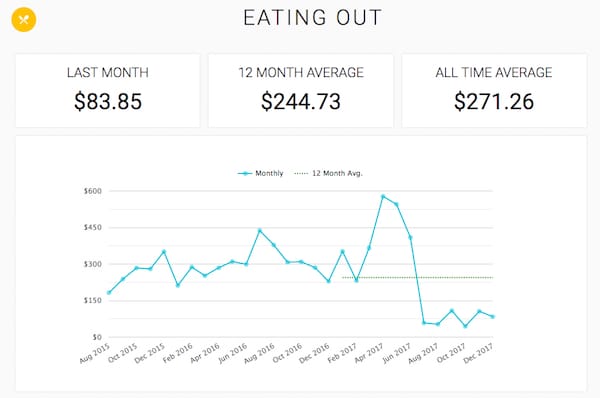 EATING OUT
LAST MONTH
$83.85
12 MONTH AVERAGE
$244.73
ALL TIME AVERAGE
$271.26
Monthly
12 Month Avg.
$600
$450
$300
$150
$0
Aug 2015
Oct 2015
Dec 2015
Feb 2016
Apr 2016
Jun 2016
Aug 2016
Oct 2016
Dec 2016
Feb 2017
Apr 2017
Jun 2017
Aug 2017
Oct 2017
Dec 2017